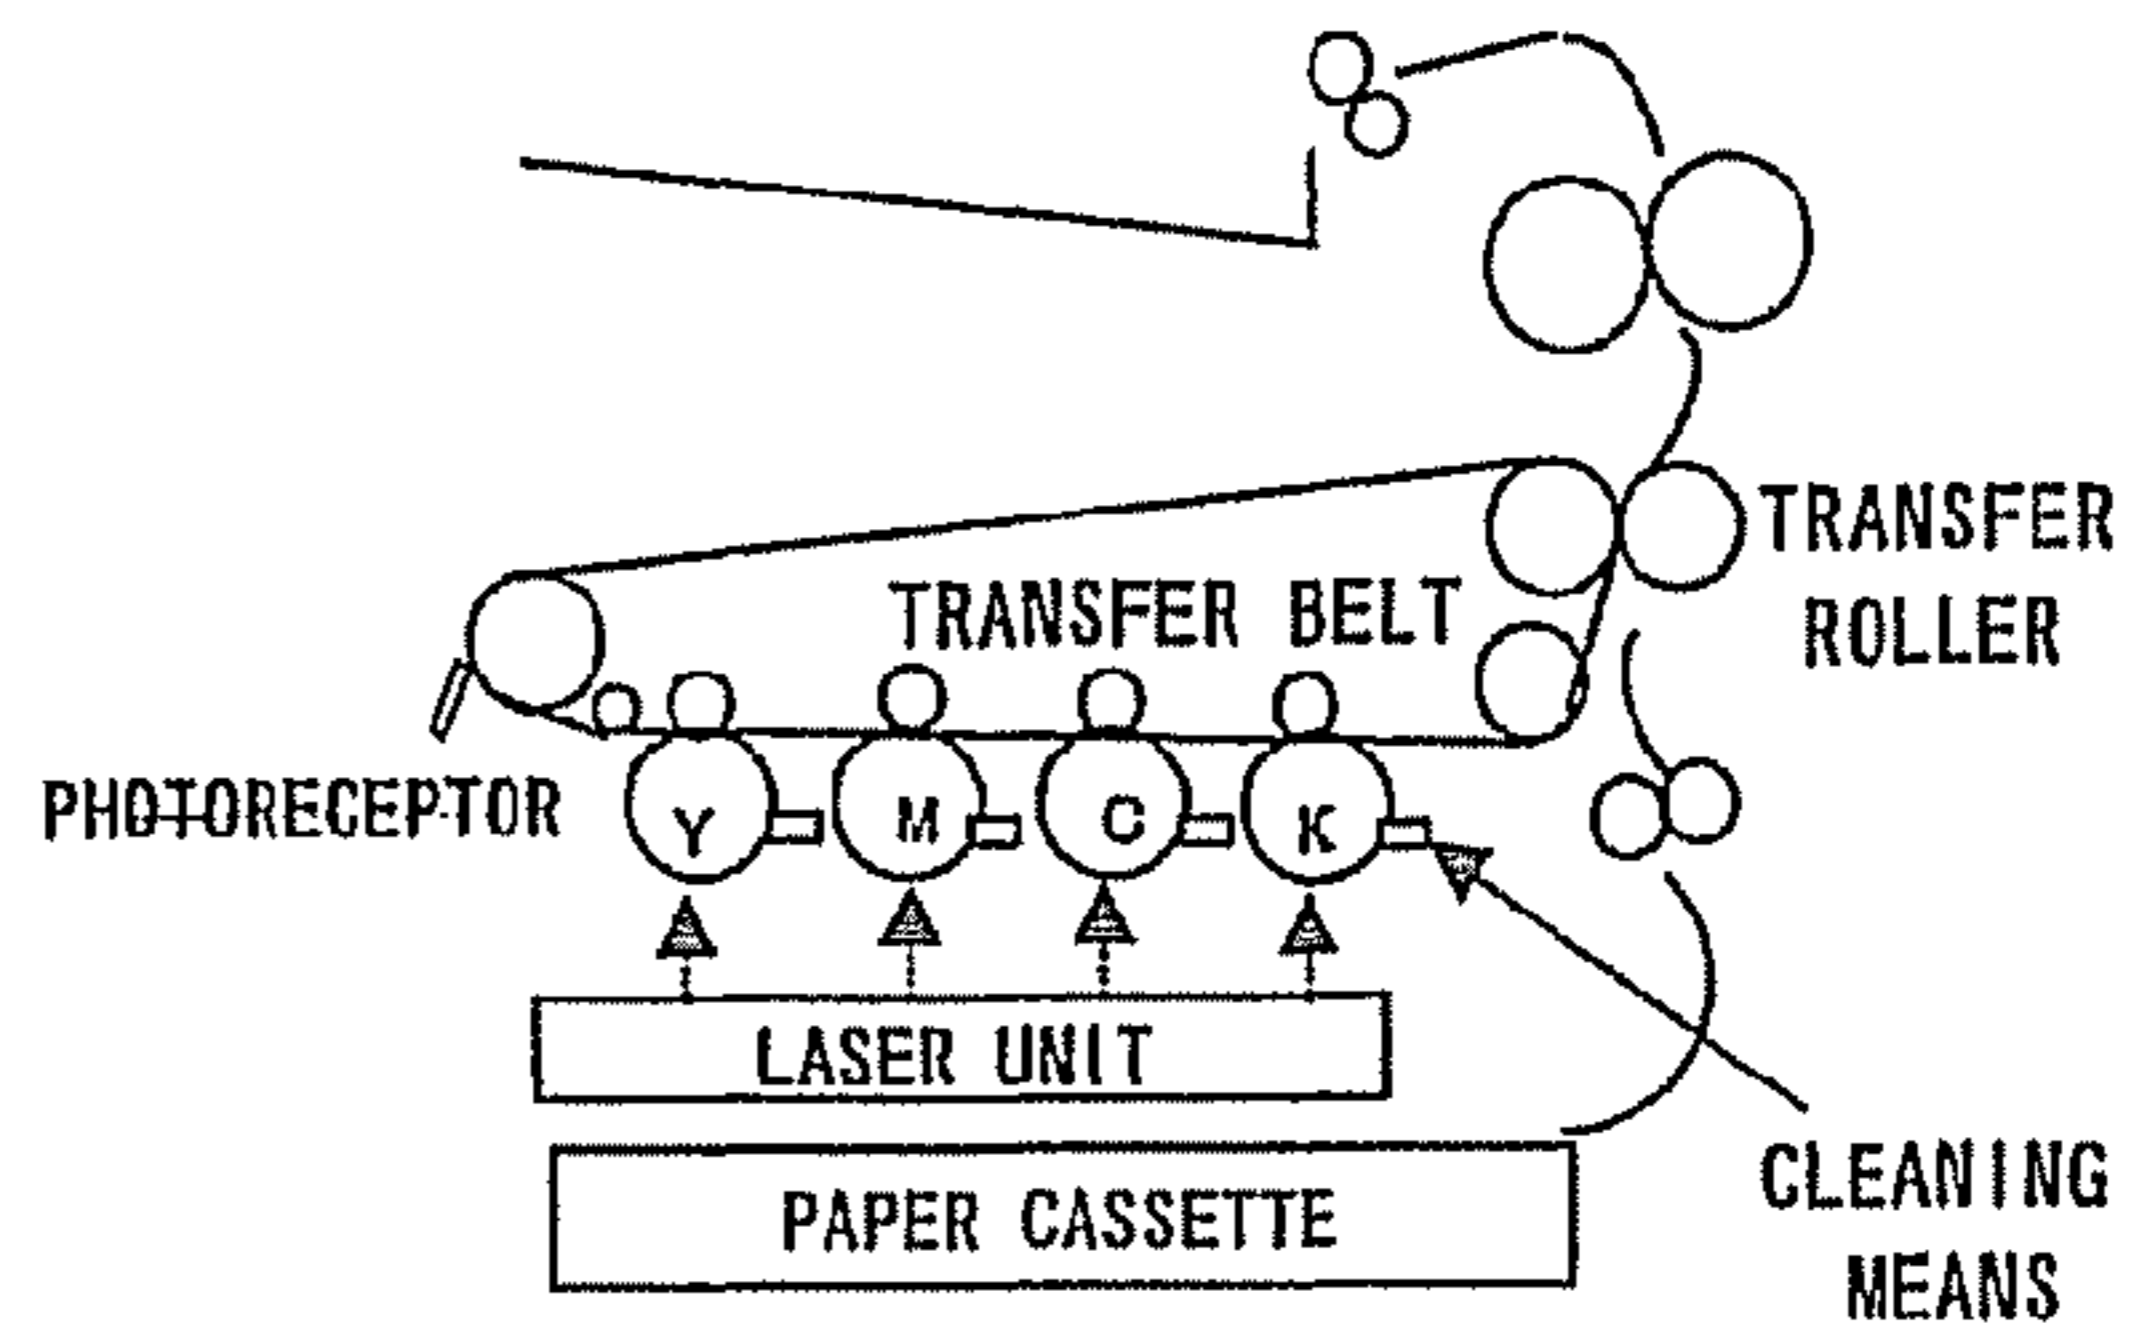 TRANSFER
ROLLER
TRANSFER BELT
PHOTORECEPTOR
Y M C K
LASER UNIT
PAPER CASSETTE
CLEANING
MEANS